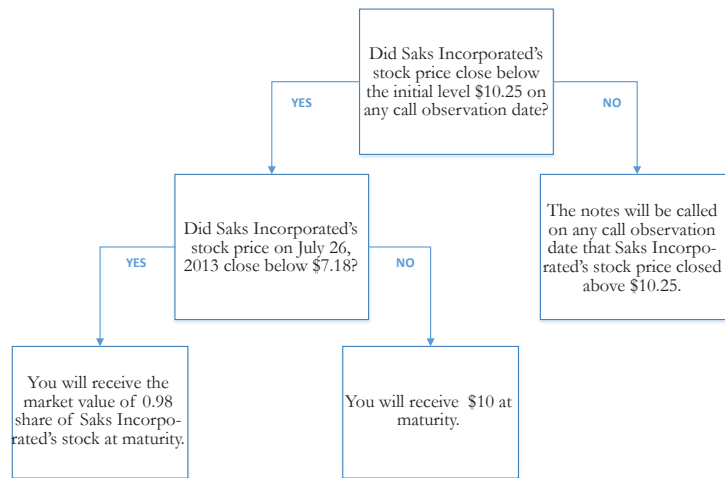 Did Saks Incorporated's
stock price close below
the initial level $10.25 on
any call observation date?
YES
NO
Did Saks Incorporated's
stock price on July 26,
2013 close below $7.18?
The notes will be called
on any call observation
date that Saks Incorpo-
rated's stock price closed
above $10.25.
YES
NO
You will receive the
market value of 0.98
share of Saks Incorpo-
rated's stock at maturity.
You will receive $10 at
maturity.